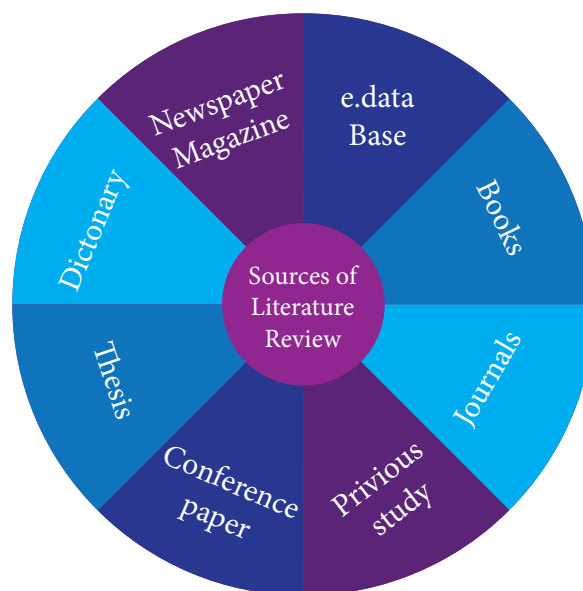 Sources of
Literature
Review
e.data
Base
Books
Journals
Privious
study
Conference
paper
Thesis
Dictonary
Newspaper
Magazine